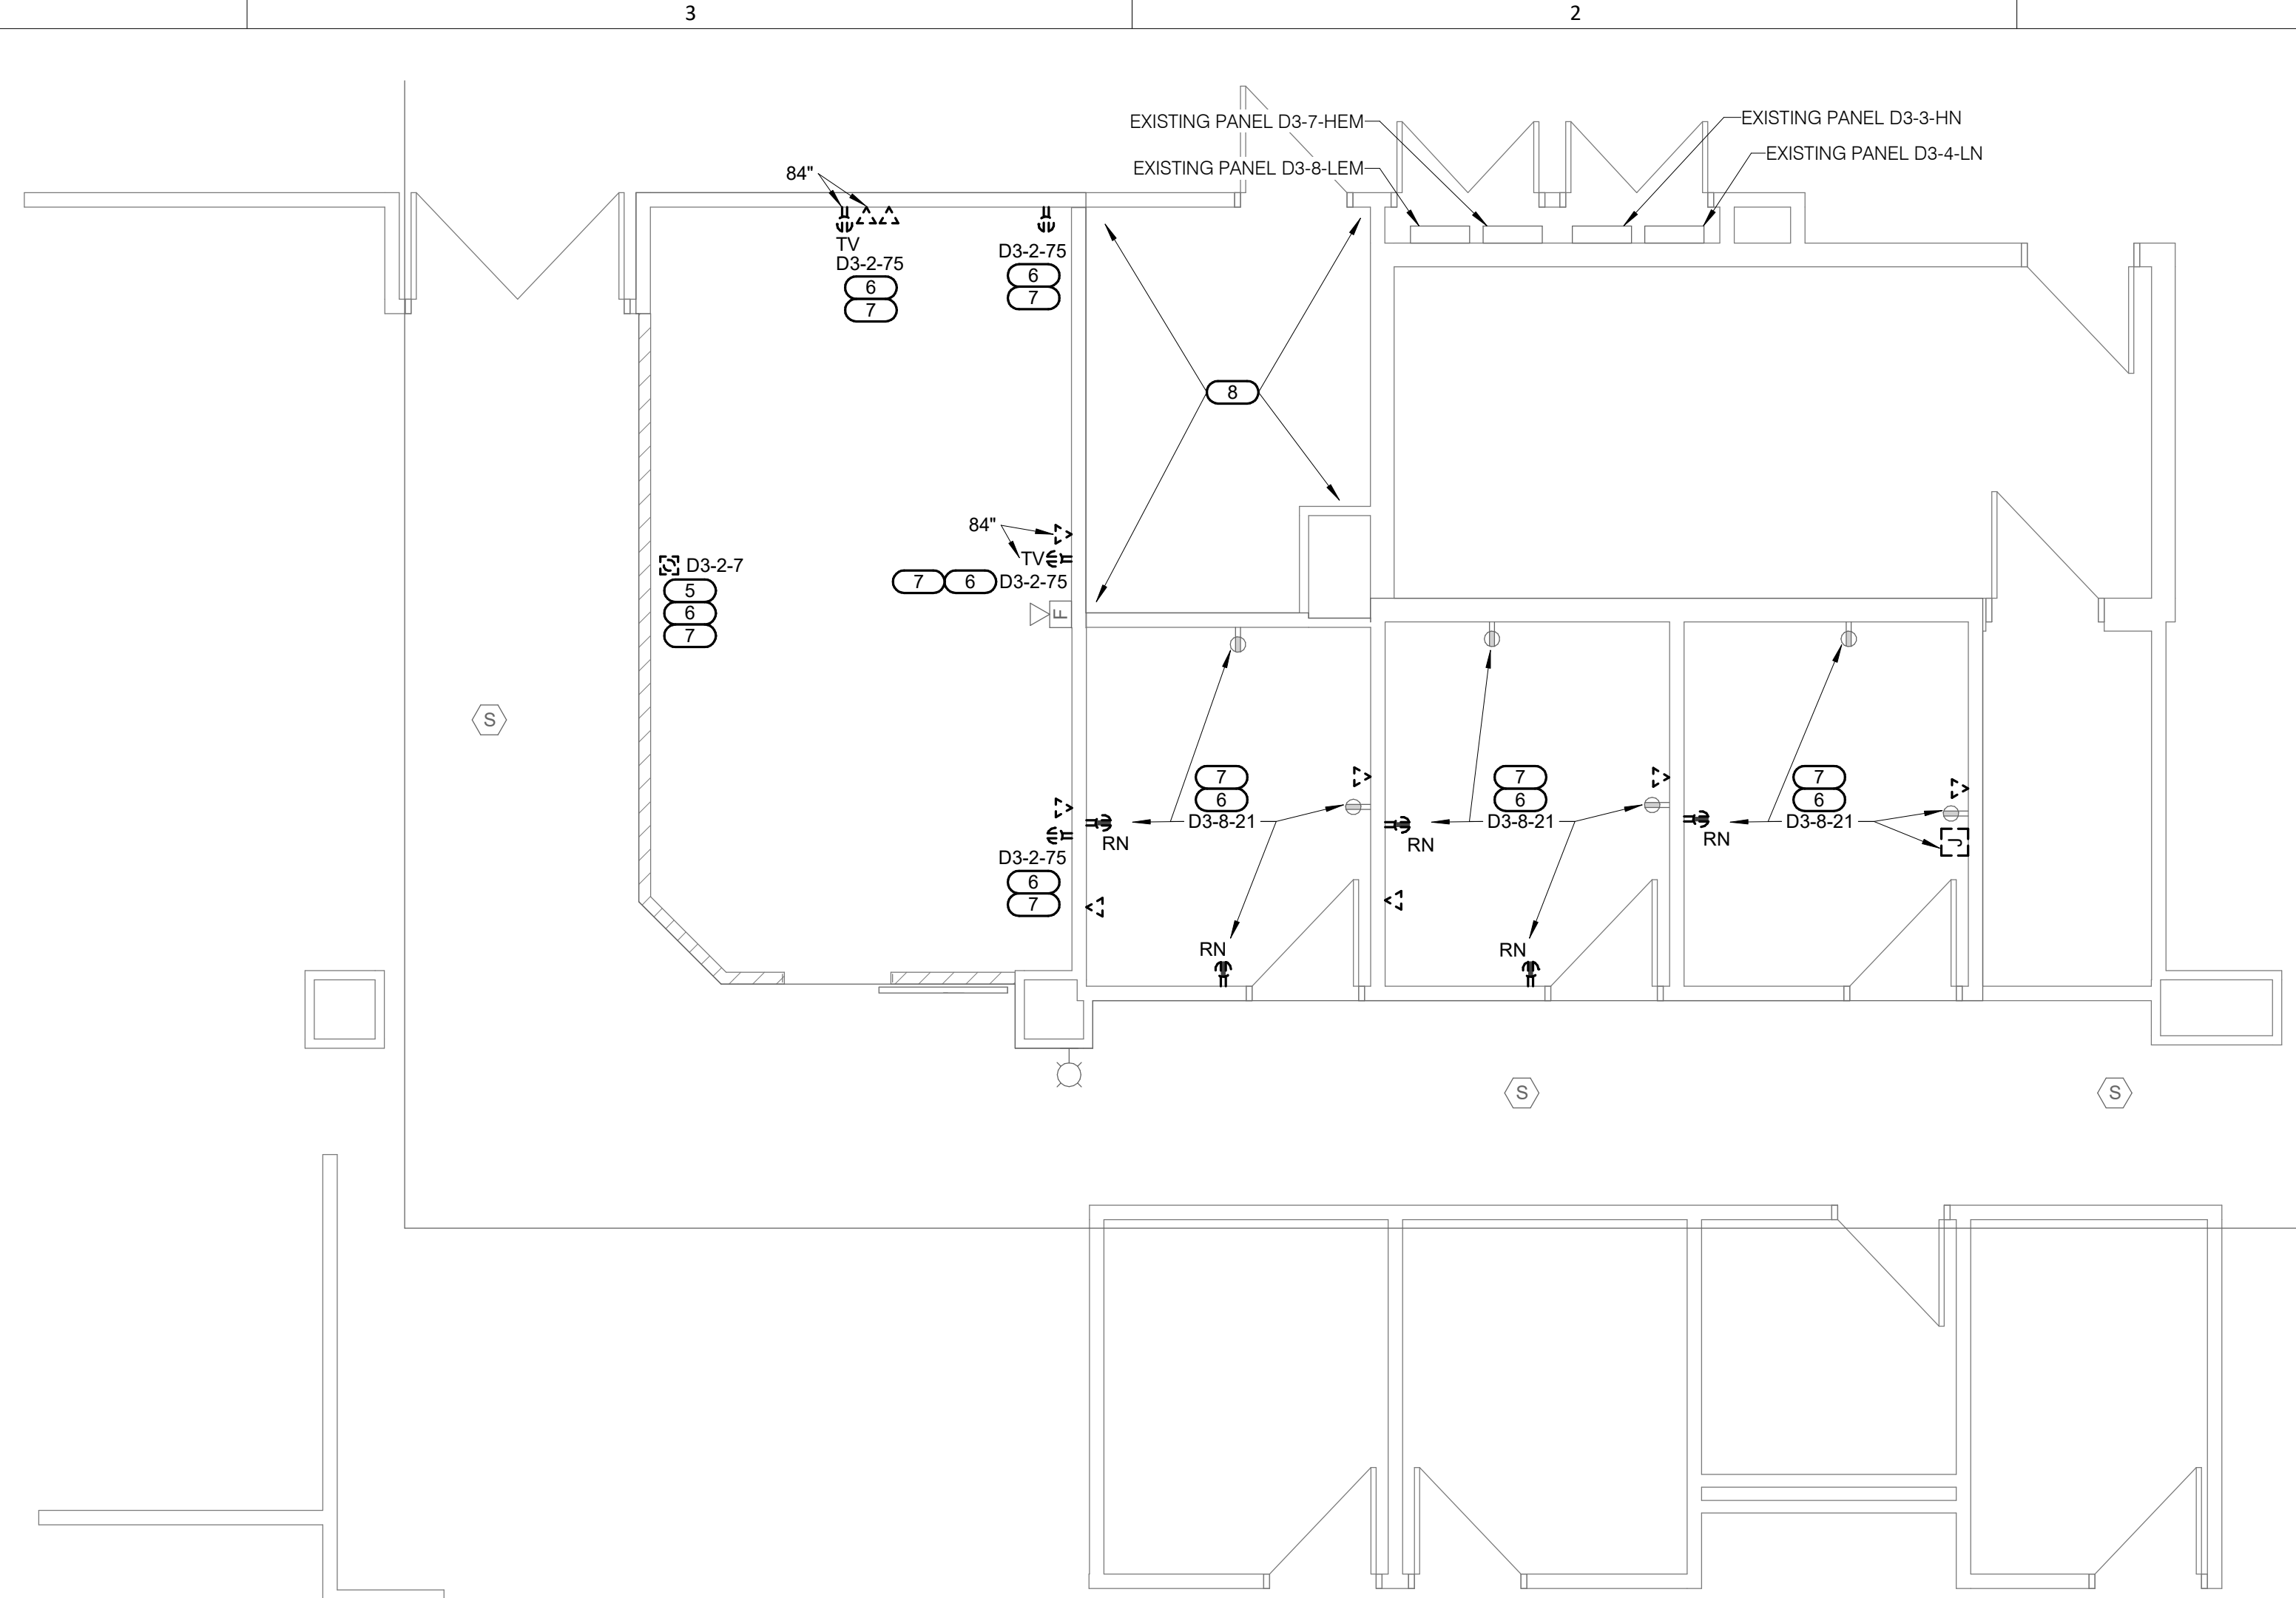 3
2
EXISTING PANEL D3-7-HEM
EXISTING PANEL D3-3-HN
EXISTING PANEL D3-8-LEM
EXISTING PANEL D3-4-LN
84"
TV
D3-2-75
6
7
D3-2-75
6
7
8
84"
TV
7
6
D3-2-75
D3-2-7
5
6
7
F
S
7
6
D3-8-21
RN
RN
7
6
D3-8-21
RN
RN
7
6
D3-8-21
RN
J
D3-2-75
6
7
S
S